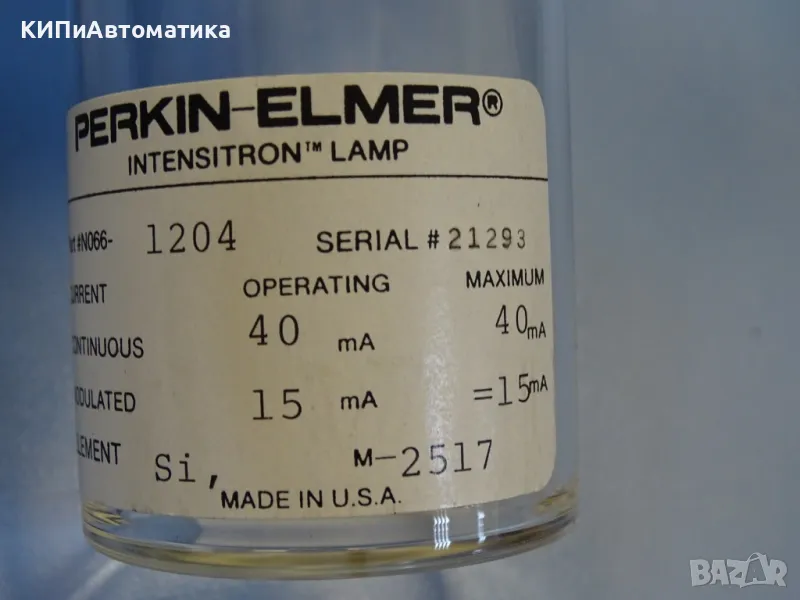 КИПиАвтоматика
PERKIN-ELMER®
INTENSITRON™ LAMP
#N066- 1204 SERIAL # 21293
OPERATING MAXIMUM
40 mA 40mA
15 mA =15mA
Si, M-2517
MADE IN U.S.A.
BAZAR